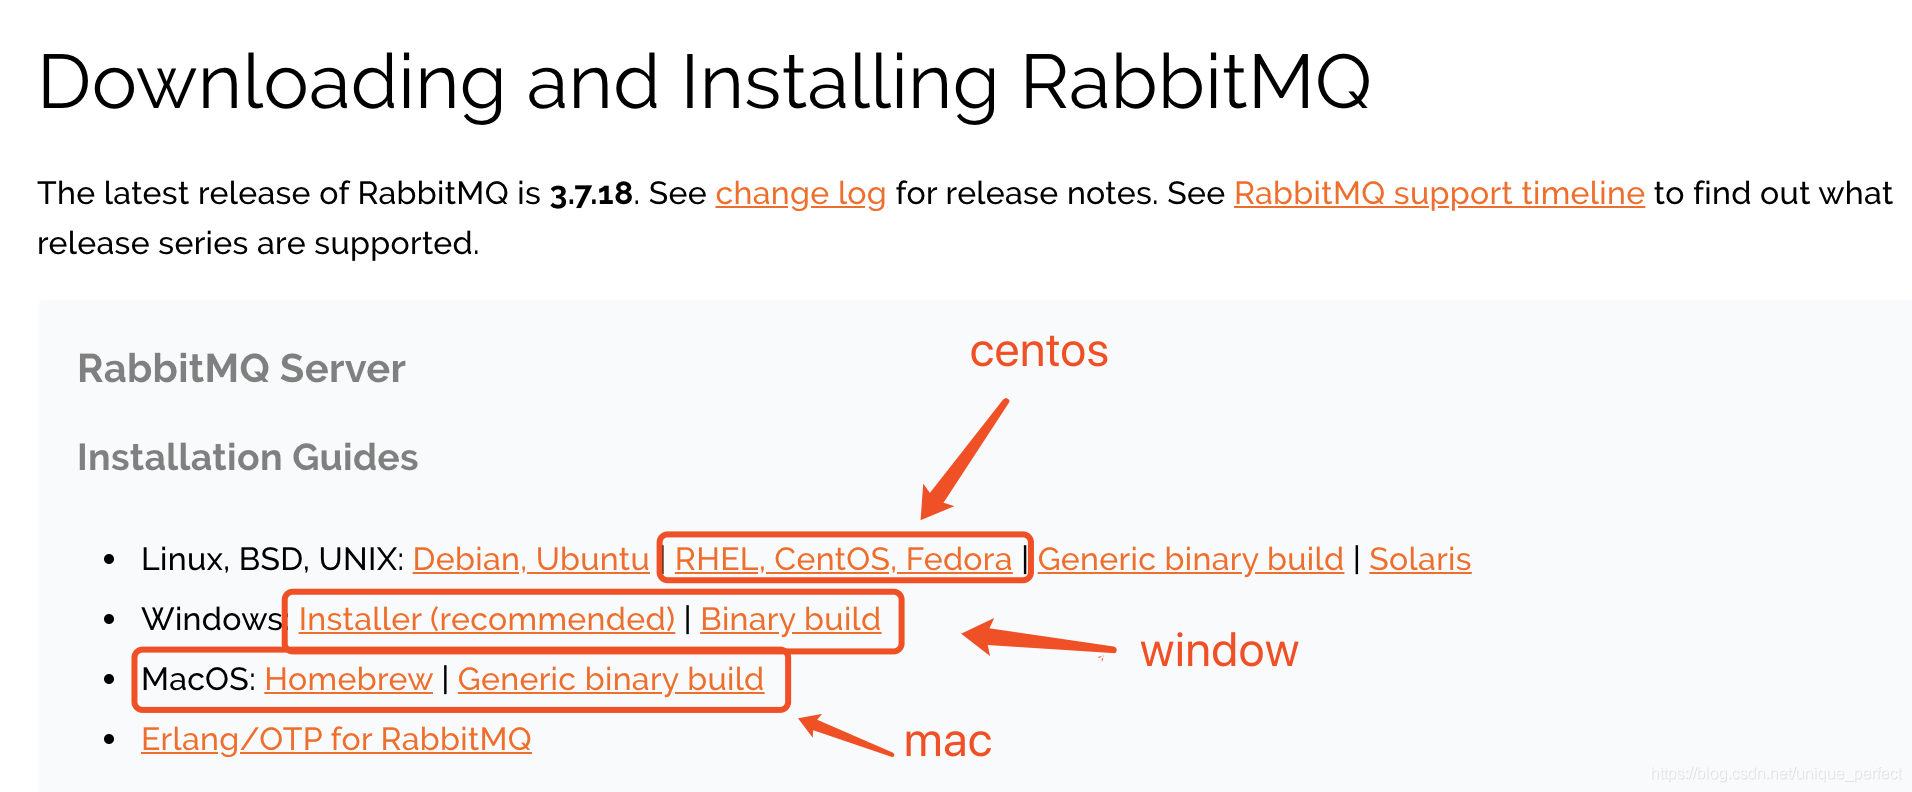 Downloading and Installing RabbitMQ
The latest release of RabbitMQ is 3.7.18. See change log for release notes. See RabbitMQ support timeline to find out what
release series are supported.
RabbitMQ Server
centos
Installation Guides
Linux, BSD, UNIX: Debian, Ubuntu | RHEL, CentOS, Fedora | Generic binary build | Solaris
Windows: Installer (recommended) | Binary build
window
MacOS: Homebrew | Generic binary build
Erlang/OTP for RabbitMQ
mac
https://blog.csdn.net/unique_perfect